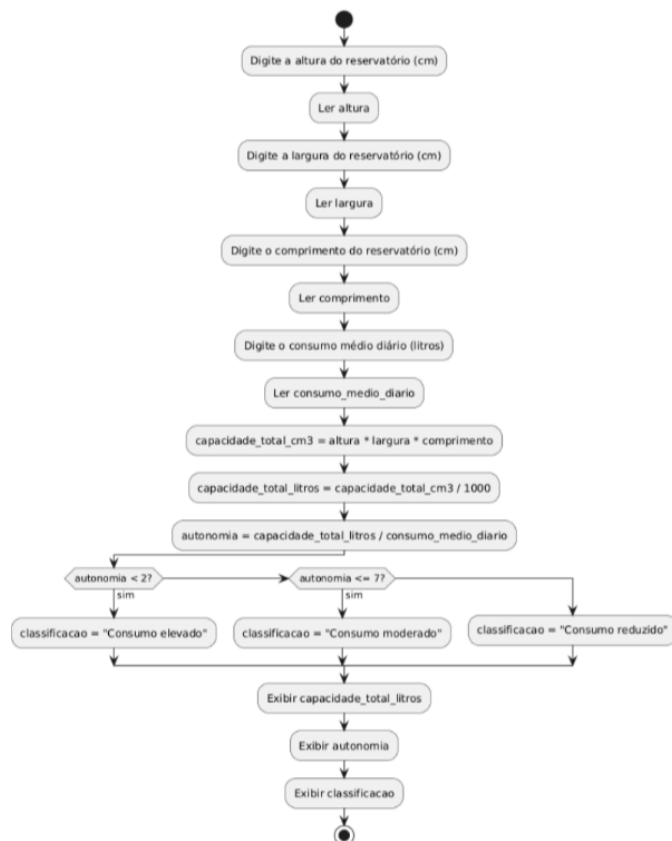 Digite a altura do reservatório (cm)
Ler altura
Digite a largura do reservatório (cm)
Ler largura
Digite o comprimento do reservatório (cm)
Ler comprimento
Digite o consumo médio diário (litros)
Ler consumo_medio_diario
capacidade_total_cm3 = altura * largura * comprimento
capacidade_total_litros = capacidade_total_cm3 / 1000
autonomia = capacidade_total_litros / consumo_medio_diario
autonomia < 2?
sim
classificacao = "Consumo elevado"
autonomia <= 7?
sim
classificacao = "Consumo moderado"
classificacao = "Consumo reduzido"
Exibir capacidade_total_litros
Exibir autonomia
Exibir classificacao